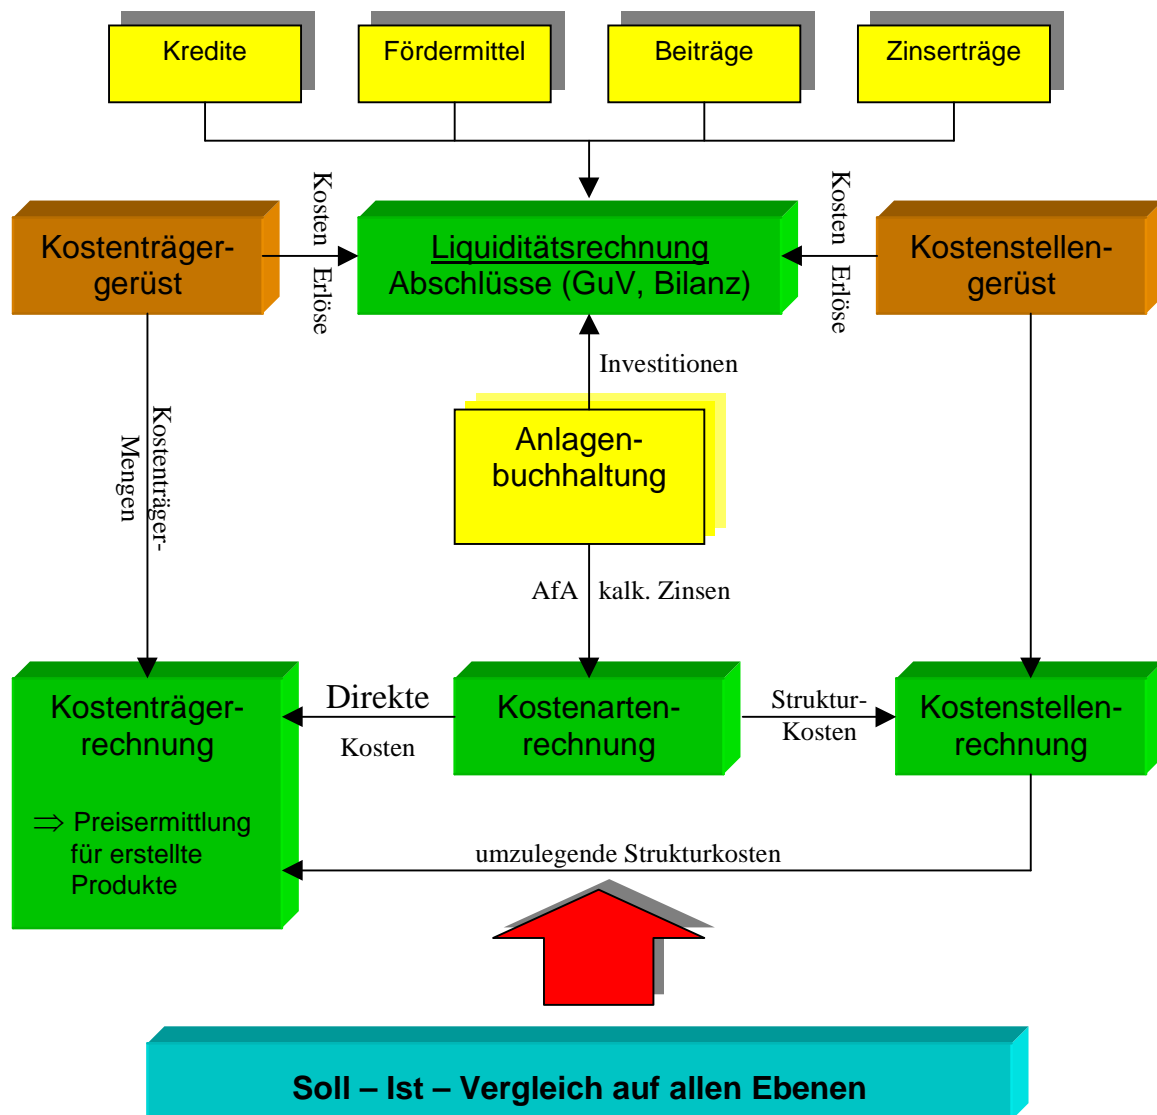 Kredite
Fördermittel
Beiträge
Zinserträge
Kosten
Erlöse
Kosten
Erlöse
Kostenträger-
gerüst
Liquiditätsrechnung
Abschlüsse (GuV, Bilanz)
Kostenstellen-
gerüst
Investitionen
Kostenträger-
Mengen
Anlagen-
buchhaltung
AfA
kalk. Zinsen
Kostenträger-
rechnung
Direkte
Kosten
Kostenarten-
rechnung
Struktur-
Kosten
Kostenstellen-
rechnung
⇒ Preisermittlung
für erstellte
Produkte
umzulegende Strukturkosten
Soll – Ist – Vergleich auf allen Ebenen